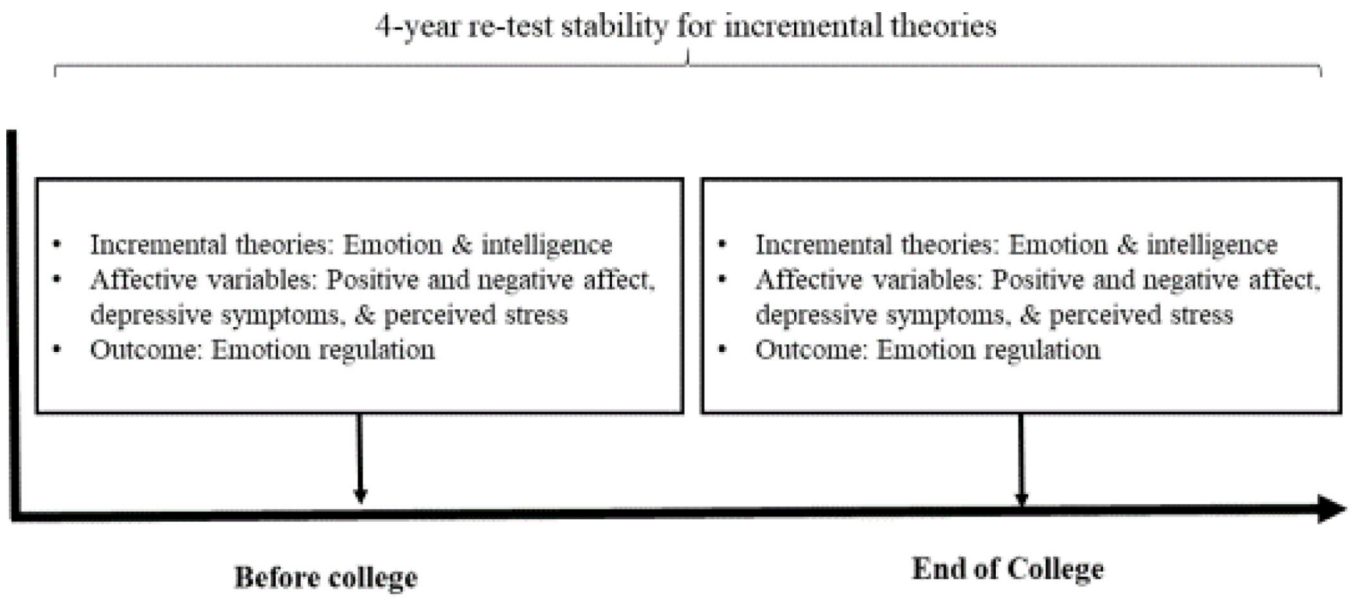 4-year re-test stability for incremental theories
• Incremental theories: Emotion & intelligence
• Affective variables: Positive and negative affect,
depressive symptoms, & perceived stress
• Outcome: Emotion regulation
• Incremental theories: Emotion & intelligence
• Affective variables: Positive and negative affect,
depressive symptoms, & perceived stress
• Outcome: Emotion regulation
Before college
End of College